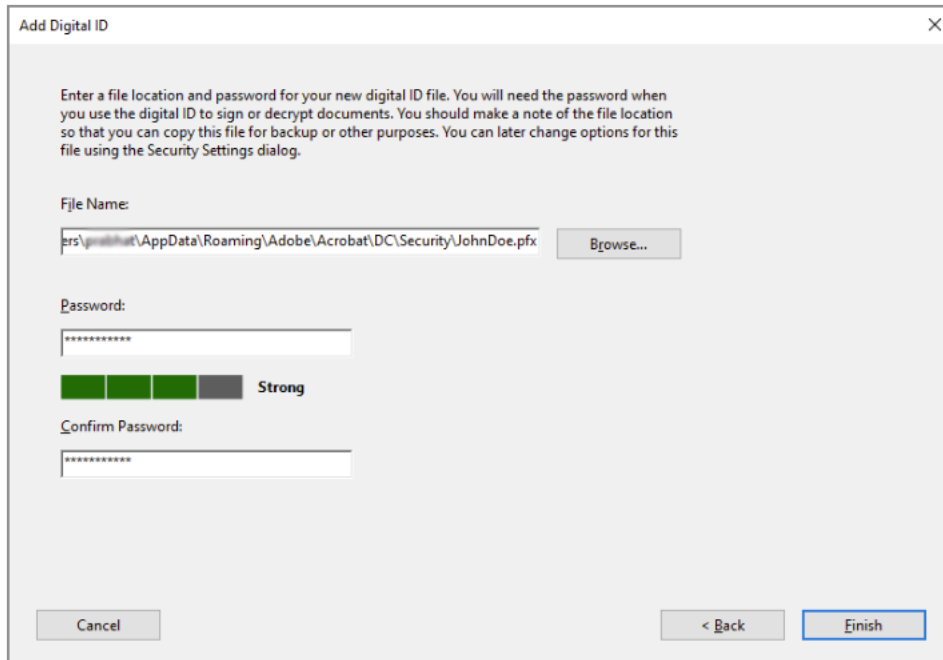 Add Digital ID
Enter a file location and password for your new digital ID file. You will need the password when
you use the digital ID to sign or decrypt documents. You should make a note of the file location
so that you can copy this file for backup or other purposes. You can later change options for this
file using the Security Settings dialog.
File Name:
ers\ \AppData\Roaming\Adobe\Acrobat\DC\Security\JohnDoe.pfx
Browse...
Password:
***********
Strong
Confirm Password:
***********
Cancel
< Back
Finish